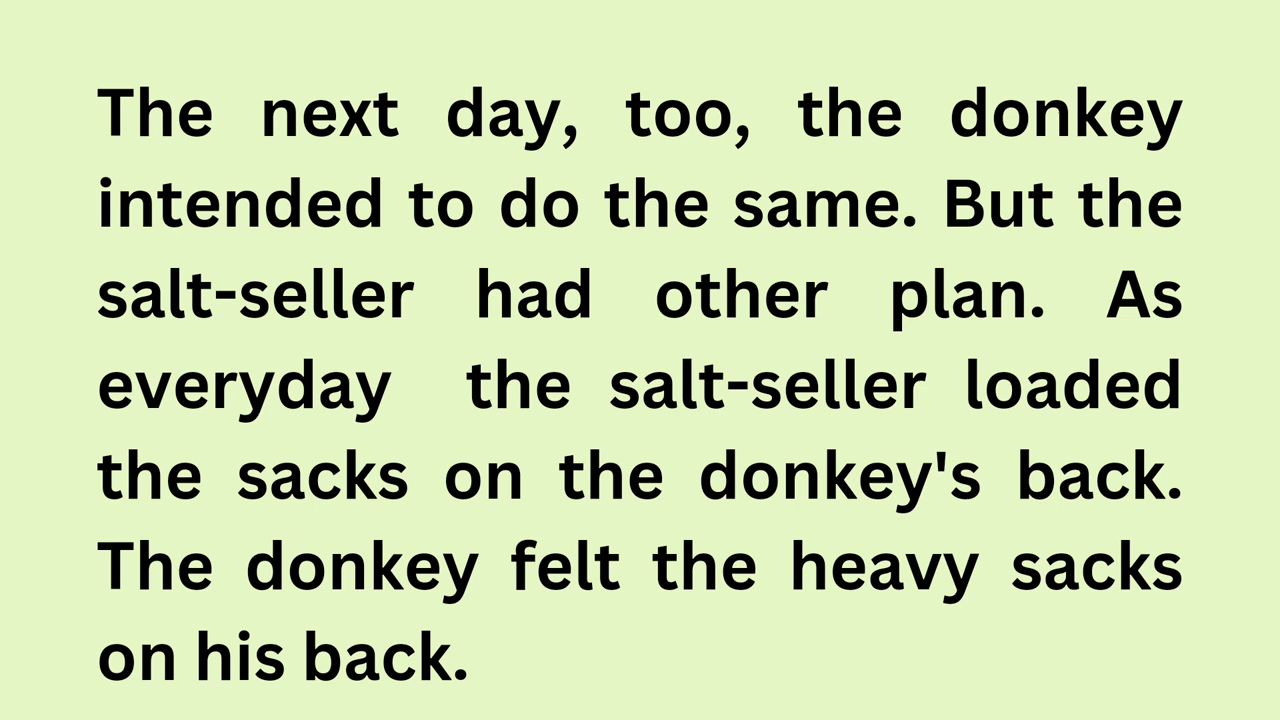 The next day, too, the donkey
intended to do the same. But the
salt-seller had other plan. As
everyday the salt-seller loaded
the sacks on the donkey's back.
The donkey felt the heavy sacks
on his back.